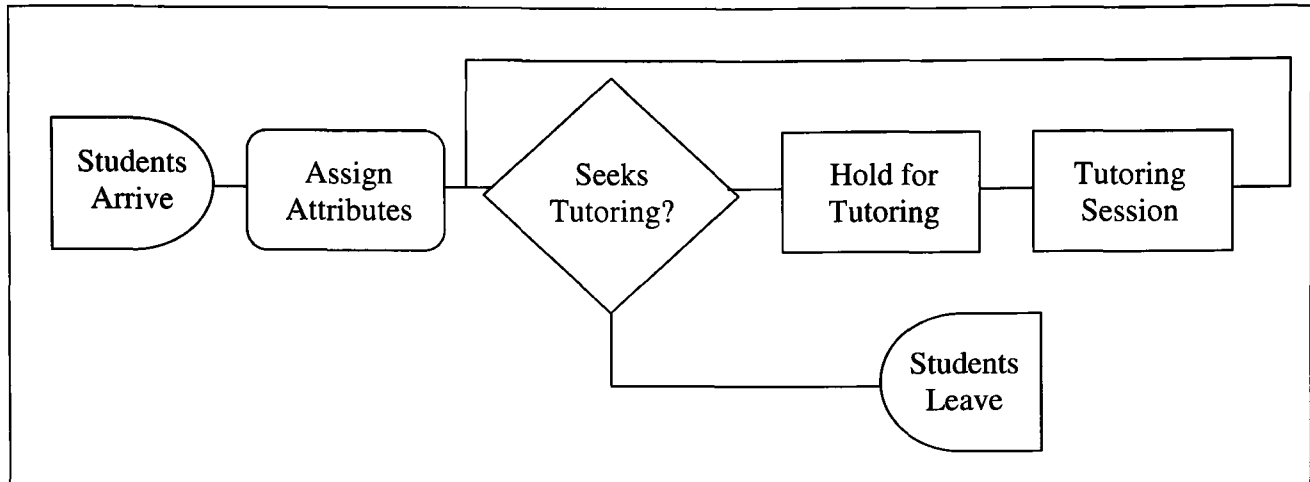 Students
Arrive
Assign
Attributes
Seeks
Tutoring?
Hold for
Tutoring
Tutoring
Session
Students
Leave